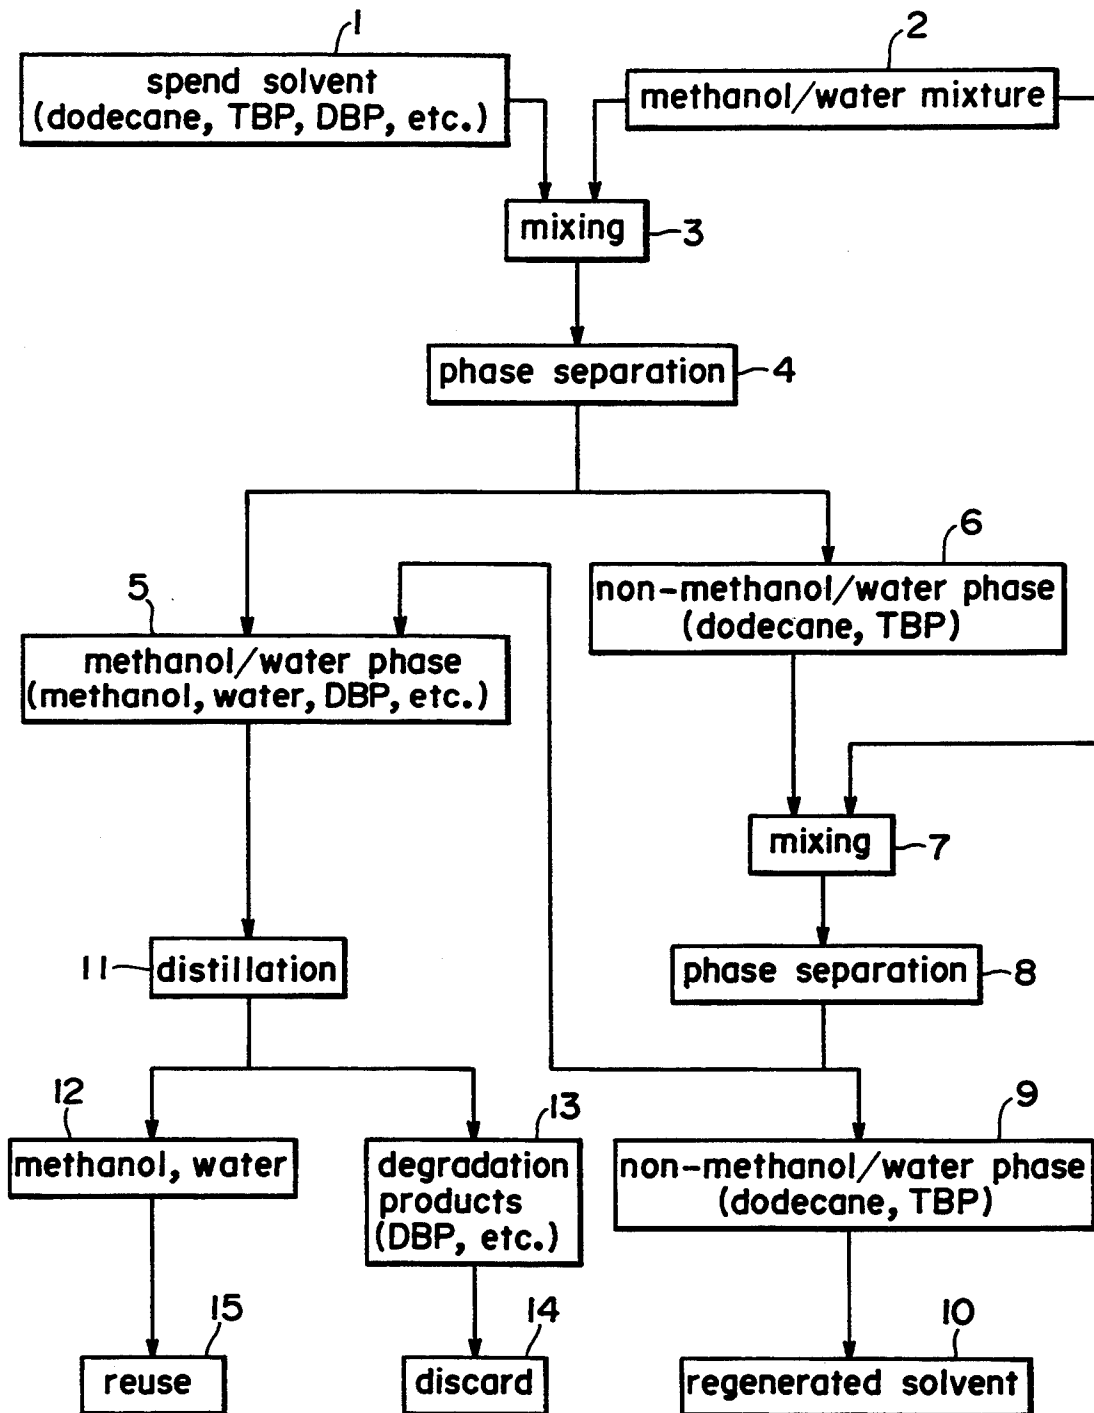 1
spend solvent
(dodecane, TBP, DBP, etc.)
2
methanol/water mixture
mixing
3
phase separation
4
5
methanol/water phase
(methanol, water, DBP, etc.)
6
non-methanol/water phase
(dodecane, TBP)
mixing
7
11
distillation
phase separation
8
12
methanol, water
13
degradation
products
(DBP, etc.)
9
non-methanol/water phase
(dodecane, TBP)
15
reuse
14
discard
10
regenerated solvent